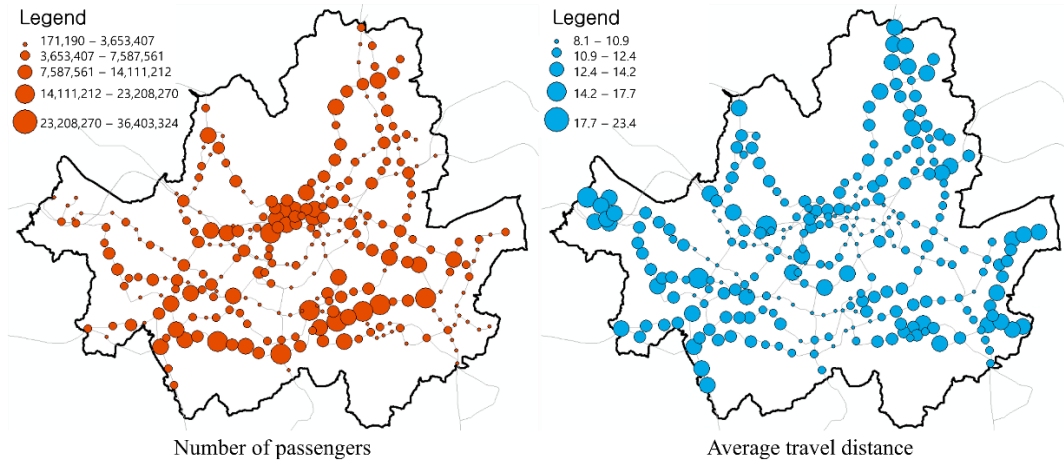 Legend
171,190 – 3,653,407
3,653,407 – 7,587,561
7,587,561 – 14,111,212
14,111,212 – 23,208,270
23,208,270 – 36,403,324
Number of passengers
Legend
8.1 – 10.9
10.9 – 12.4
12.4 – 14.2
14.2 – 17.7
17.7 – 23.4
Average travel distance